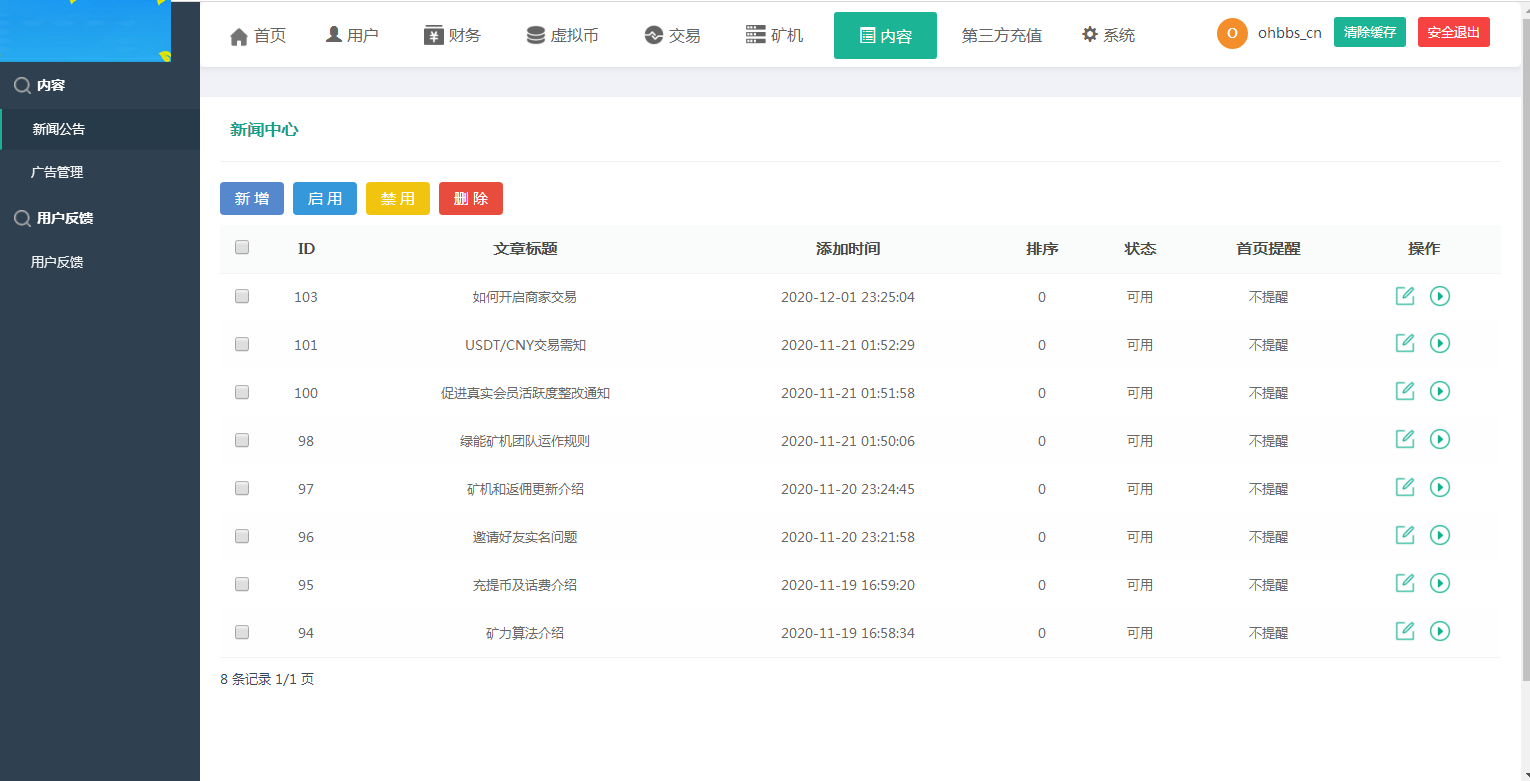 首页 用户 财务 虚拟币 交易 矿机 内容 第三方充值 系统 O ohbbs_cn 清除缓存 安全退出
内容
新闻公告
广告管理
用户反馈
用户反馈
新闻中心
新 增 启 用 禁 用 删 除
ID 文章标题 添加时间 排序 状态 首页提醒 操作
103 如何开启商家交易 2020-12-01 23:25:04 0 可用 不提醒
101 USDT/CNY交易需知 2020-11-21 01:52:29 0 可用 不提醒
100 促进真实会员活跃度整改通知 2020-11-21 01:51:58 0 可用 不提醒
98 绿能矿机团队运作规则 2020-11-21 01:50:06 0 可用 不提醒
97 矿机和返佣更新介绍 2020-11-20 23:24:45 0 可用 不提醒
96 邀请好友实名问题 2020-11-20 23:21:58 0 可用 不提醒
95 充提币及话费介绍 2020-11-19 16:59:20 0 可用 不提醒
94 矿力算法介绍 2020-11-19 16:58:34 0 可用 不提醒
8 条记录 1/1 页